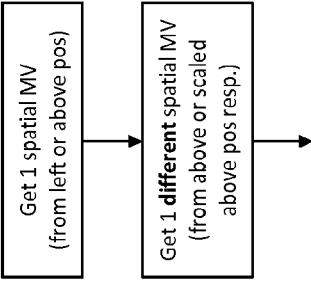 Get 1 spatial MV
(from left or above pos)
Get 1 different spatial MV
(from above or scaled
above pos resp.)